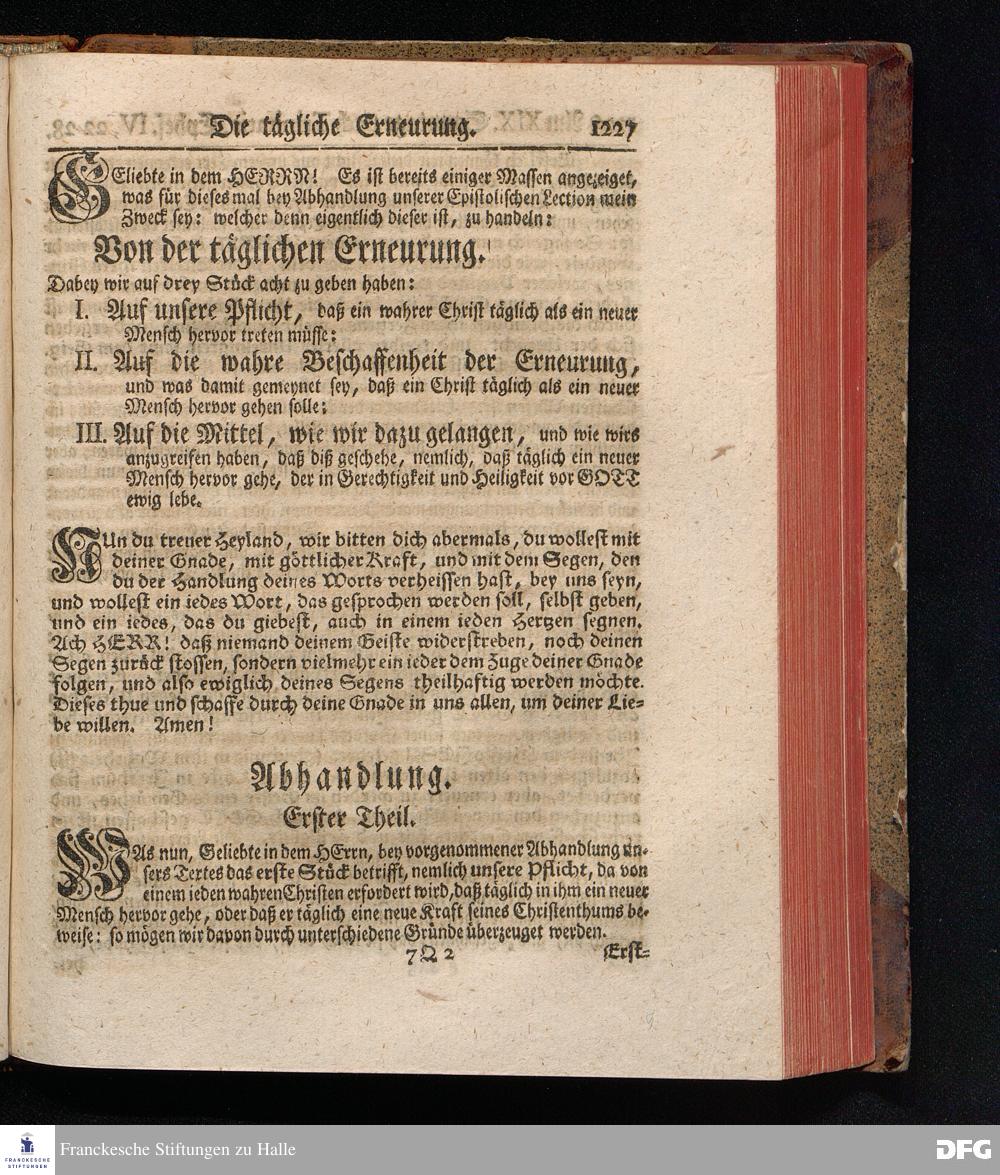 Die tägliche Erneurung. 1227
GEliebte in dem HERRN! Es ist bereits einiger Massen angezeiget,
was für dieses mal bey Abhandlung unserer Epistolischen Lection mein
Zweck sey: welcher denn eigentlich dieser ist, zu handeln:
Von der täglichen Erneurung.
Dabey wir auf drey Stück acht zu geben haben:
I. Auf unsere Pflicht, daß ein wahrer Christ täglich als ein neuer
Mensch hervor treten müsse:
II. Auf die wahre Beschaffenheit der Erneurung,
und was damit gemeynet sey, daß ein Christ täglich als ein neuer
Mensch hervor gehen solle:
III. Auf die Mittel, wie wir dazu gelangen, und wie wirs
anzugreifen haben, daß diß geschehe, nemlich, daß täglich ein neuer
Mensch hervor gehe, der in Gerechtigkeit und Heiligkeit vor GOTT
ewig lebe.
NUn du treuer Heyland, wir bitten dich abermals, du wollest mit
deiner Gnade, mit göttlicher Kraft, und mit dem Segen, den
du der Handlung deines Worts verheissen hast, bey uns seyn,
und wollest ein iedes Wort, das gesprochen werden soll, selbst geben,
und ein iedes, das du giebest, auch in einem ieden Hertzen segnen.
Ach HERR! daß niemand deinem Geiste widerstreben, noch deinen
Segen zurück stossen, sondern vielmehr ein ieder dem Zuge deiner Gnade
folgen, und also ewiglich deines Segens theilhaftig werden möchte.
Dieses thue und schaffe durch deine Gnade in uns allen, um deiner Lie-
be willen. Amen!
Abhandlung.
Erster Theil.
WAs nun, Geliebte in dem HErrn, bey vorgenommener Abhandlung un-
sers Textes das erste Stück betrifft, nemlich unsere Pflicht, da von
einem ieden wahren Christen erfordert wird, daß täglich in ihm ein neuer
Mensch hervor gehe, oder daß er täglich eine neue Kraft seines Christenthums be-
weise: so mögen wir davon durch unterschiedene Gründe überzeuget werden.
7 Q 2 Erst-
FRANCKESCHE
STIFTUNGEN
Franckesche Stiftungen zu Halle
DFG